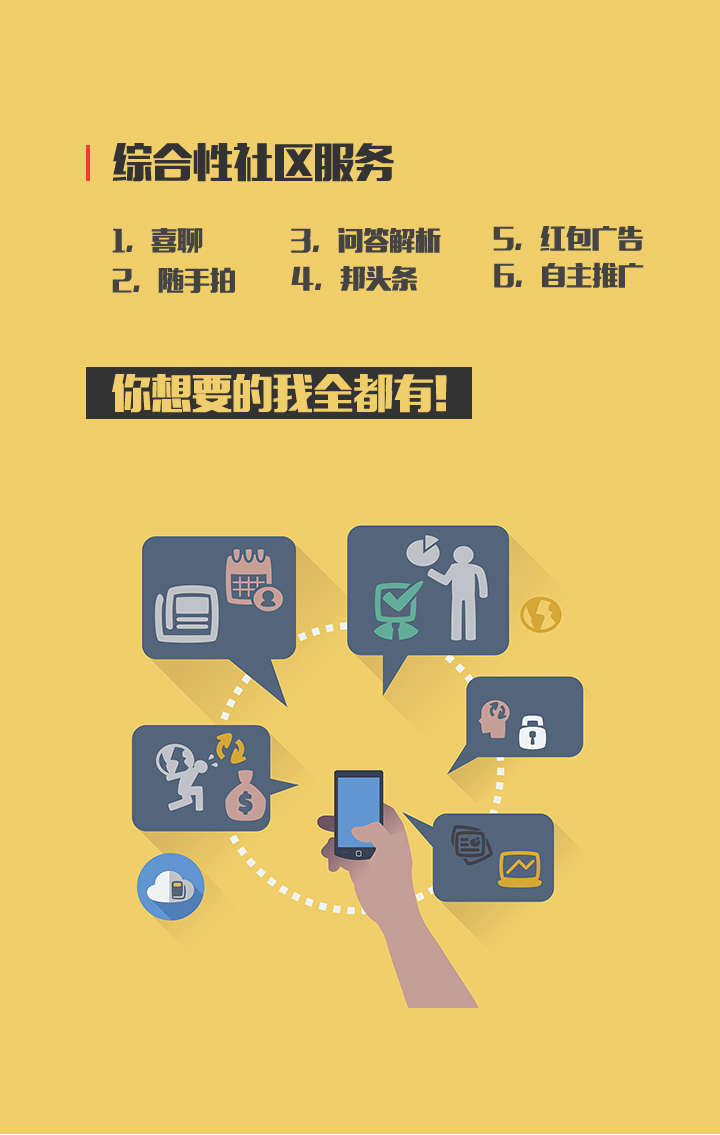 综合性社区服务
1，喜聊
2，随手拍
3，问答解析
4，邦头条
5，红包广告
6，自主推广
你想要的我全都有！
$